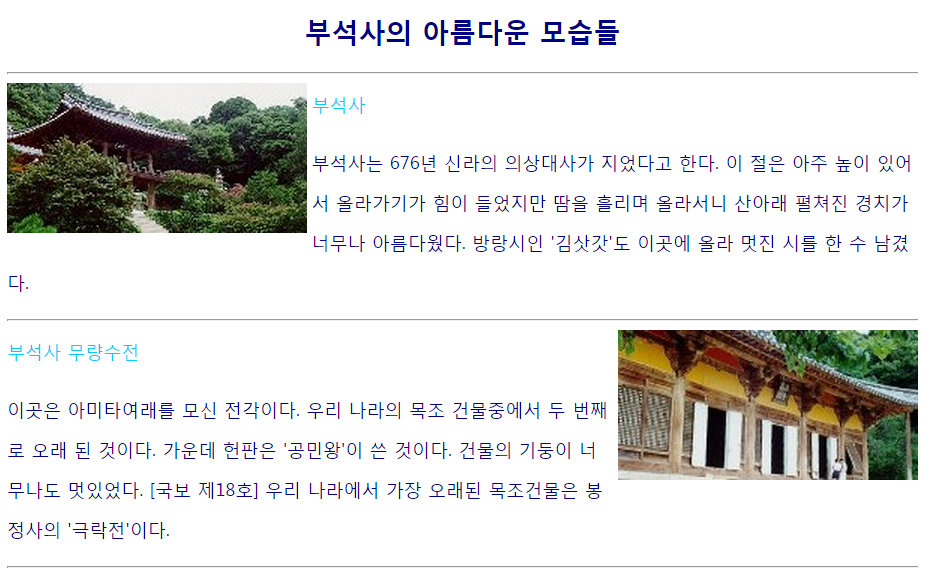 부석사의 아름다운 모습들
부석사
부석사는 676년 신라의 의상대사가 지었다고 한다. 이 절은 아주 높이 있어
서 올라가기가 힘이 들었지만 땀을 흘리며 올라서니 산아래 펼쳐진 경치가
너무나 아름다웠다. 방랑시인 '김삿갓'도 이곳에 올라 멋진 시를 한 수 남겼
다.
부석사 무량수전
이곳은 아미타여래를 모신 전각이다. 우리 나라의 목조 건물중에서 두 번째
로 오래 된 것이다. 가운데 헌판은 '공민왕'이 쓴 것이다. 건물의 기둥이 너
무나도 멋있었다. [국보 제18호] 우리 나라에서 가장 오래된 목조건물은 봉
정사의 '극락전'이다.